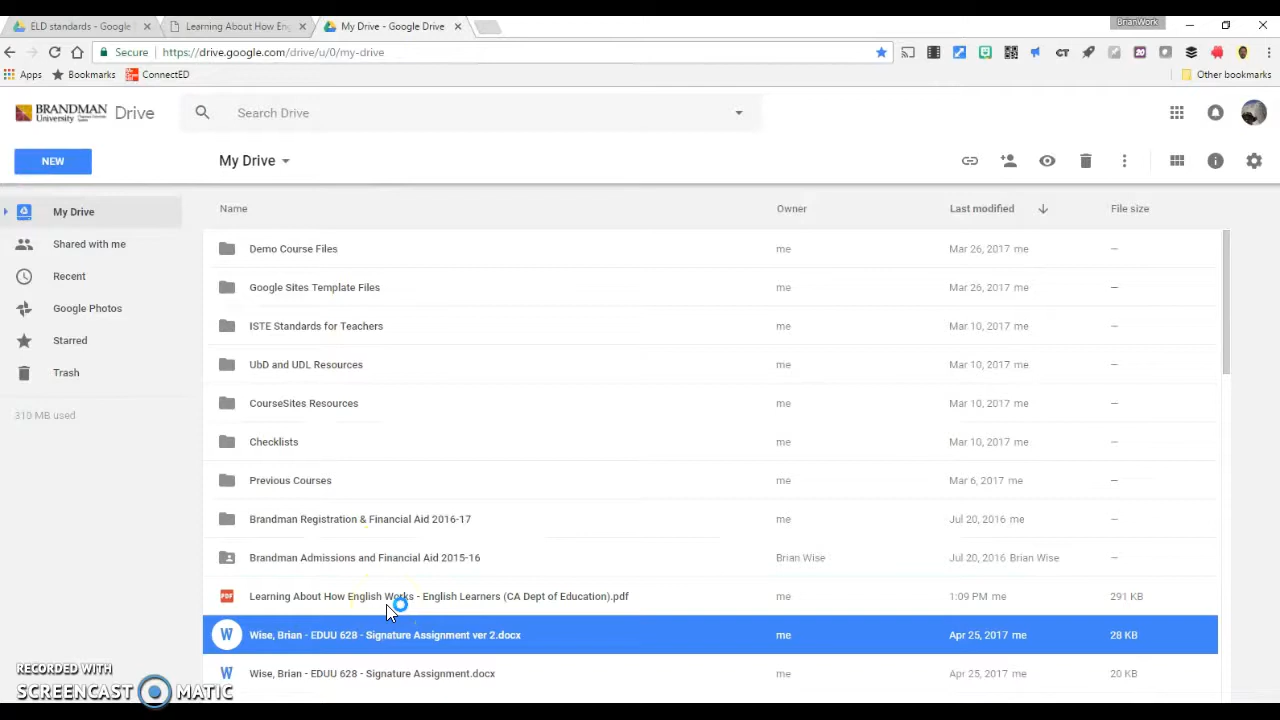 ELD standards - Google
Learning About How Eng
My Drive - Google Drive
BrianWork
Secure
https://drive.google.com/drive/u/0/my-drive
CT
20
Apps
Bookmarks
ConnectED
Other bookmarks
BRANDMAN
University
Drive
Search Drive
NEW
My Drive
My Drive
Shared with me
Recent
Google Photos
Starred
Trash
310 MB used
Name Owner Last modified File size
Demo Course Files me Mar 26, 2017 me –
Google Sites Template Files me Mar 26, 2017 me –
ISTE Standards for Teachers me Mar 10, 2017 me –
UbD and UDL Resources me Mar 10, 2017 me –
CourseSites Resources me Mar 10, 2017 me –
Checklists me Mar 10, 2017 me –
Previous Courses me Mar 6, 2017 me –
Brandman Registration & Financial Aid 2016-17 me Jul 20, 2016 me –
Brandman Admissions and Financial Aid 2015-16 Brian Wise Jul 20, 2016 Brian Wise –
PDF Learning About How English Works - English Learners (CA Dept of Education).pdf me 1:09 PM me 291 KB
W Wise, Brian - EDUU 628 - Signature Assignment ver 2.docx me Apr 25, 2017 me 28 KB
W Wise, Brian - EDUU 628 - Signature Assignment.docx me Apr 25, 2017 me 20 KB
RECORDED WITH
SCREENCAST MATIC